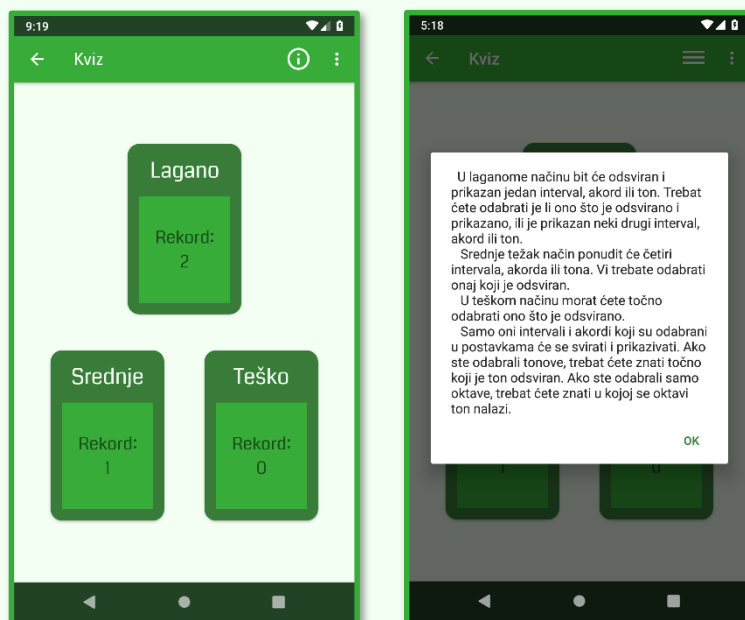 9:19
Kviz
Lagano
Rekord:
2
Srednje
Teško
Rekord:
1
Rekord:
0
5:18
Kviz
U laganome načinu bit će odsviran i
prikazan jedan interval, akord ili ton. Trebat
ćete odabrati je li ono što je odsvirano i
prikazano, ili je prikazan neki drugi interval,
akord ili ton.
Srednje težak način ponudit će četiri
intervala, akorda ili tona. Vi trebate odabrati
onaj koji je odsviran.
U teškom načinu morat ćete točno
odabrati ono što je odsvirano.
Samo oni intervali i akordi koji su odabrani
u postavkama će se svirati i prikazivati. Ako
ste odabrali tonove, trebat ćete znati točno
koji je ton odsviran. Ako ste odabrali samo
oktave, trebat ćete znati u kojoj se oktavi
ton nalazi.
OK